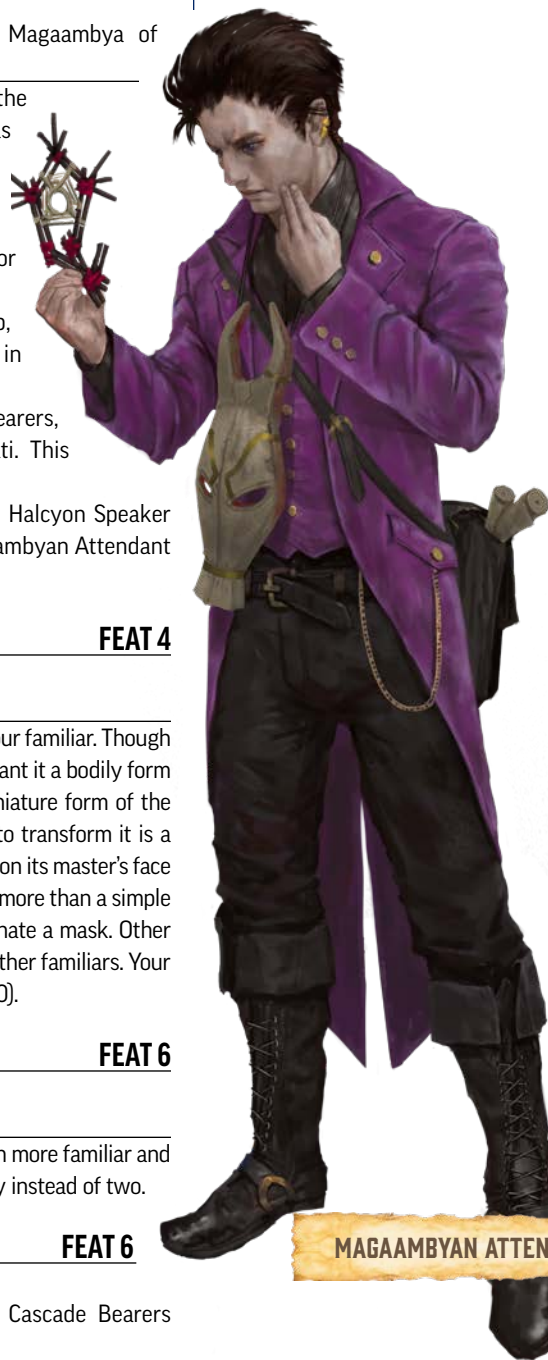 Magaambya of
the
s
or
in
earers,
ti. This
Halcyon Speaker
ambyan Attendant
FEAT 4
ur familiar. Though
ant it a bodily form
niature form of the
to transform it is a
on its master's face
more than a simple
nate a mask. Other
ther familiars. Your
0).
FEAT 6
n more familiar and
y instead of two.
FEAT 6
MAGAAMBYAN ATTEN
Cascade Bearers